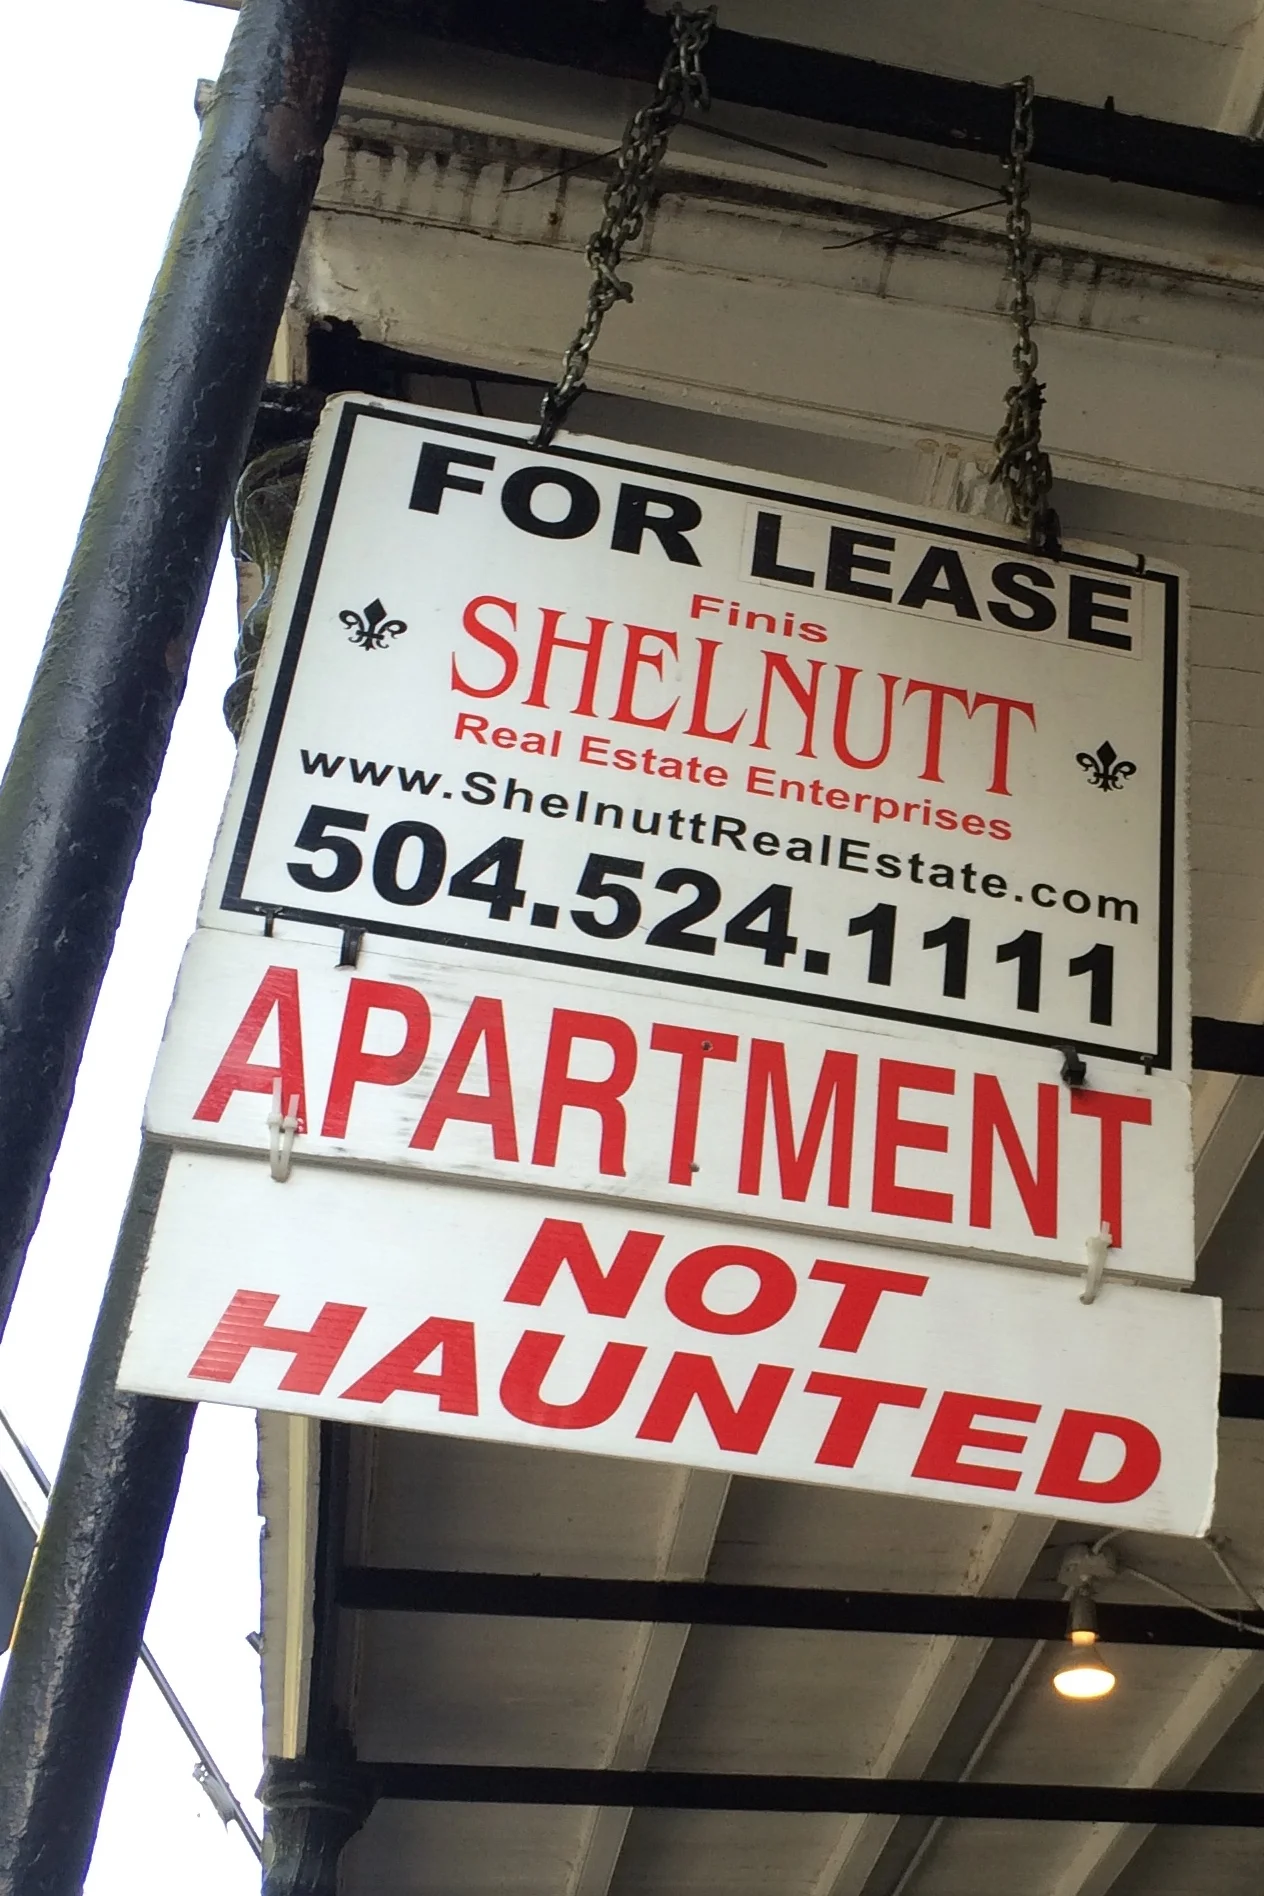 FOR LEASE
Finis
SHELNUTT
Real Estate Enterprises
www.ShelnuttRealEstate.com
504.524.1111
APARTMENT
NOT
HAUNTED